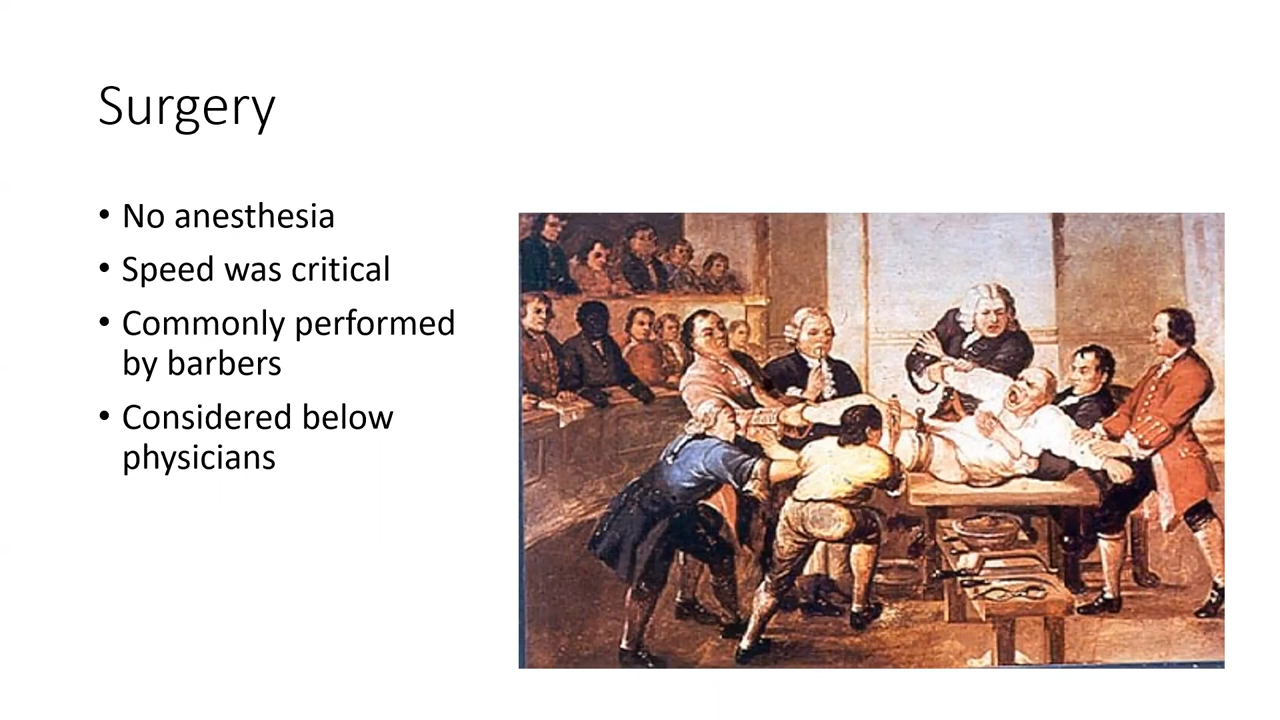 Surgery
• No anesthesia
• Speed was critical
• Commonly performed
by barbers
• Considered below
physicians